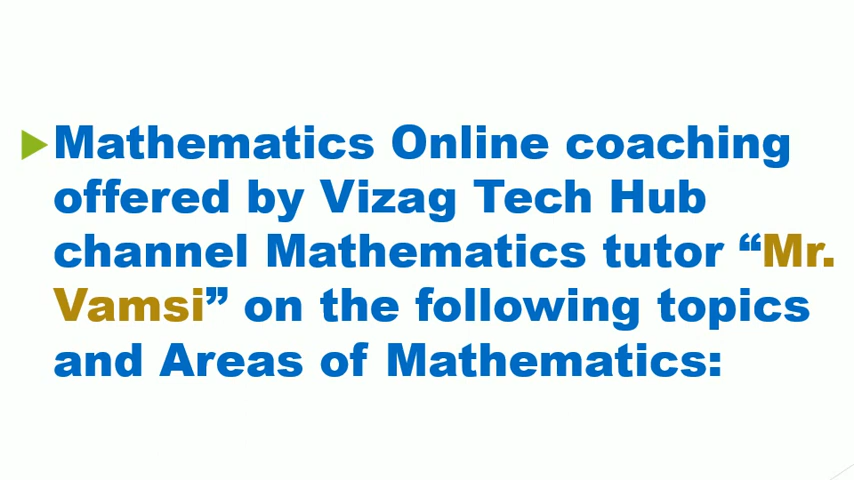 Mathematics Online coaching
offered by Vizag Tech Hub
channel Mathematics tutor “Mr.
Vamsi” on the following topics
and Areas of Mathematics: